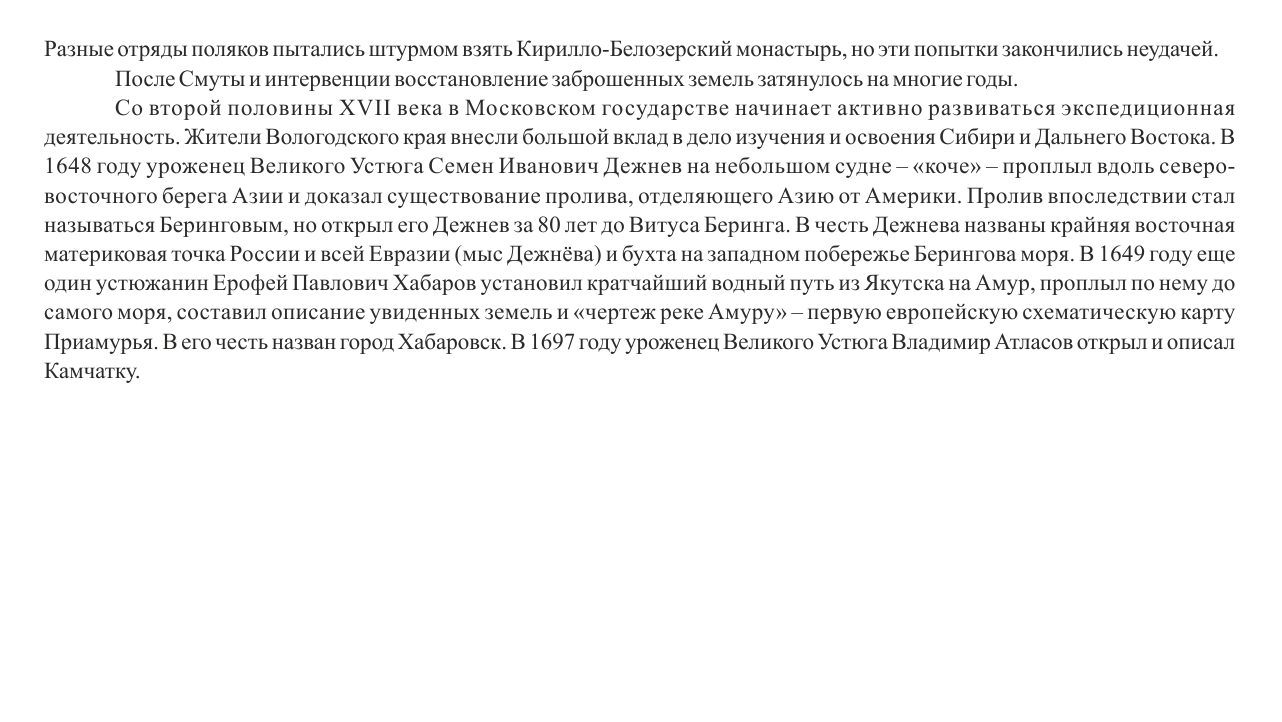 Разные отряды поляков пытались штурмом взять Кирилло-Белозерский монастырь, но эти попытки закончились неудачей.
После Смуты и интервенции восстановление заброшенных земель затянулось на многие годы.
Со второй половины XVII века в Московском государстве начинает активно развиваться экспедиционная
деятельность. Жители Вологодского края внесли большой вклад в дело изучения и освоения Сибири и Дальнего Востока. В
1648 году уроженец Великого Устюга Семен Иванович Дежнев на небольшом судне – «коче» – проплыл вдоль северо-
восточного берега Азии и доказал существование пролива, отделяющего Азию от Америки. Пролив впоследствии стал
называться Беринговым, но открыл его Дежнев за 80 лет до Витуса Беринга. В честь Дежнева названы крайняя восточная
материковая точка России и всей Евразии (мыс Дежнёва) и бухта на западном побережье Берингова моря. В 1649 году еще
один устюжанин Ерофей Павлович Хабаров установил кратчайший водный путь из Якутска на Амур, проплыл по нему до
самого моря, составил описание увиденных земель и «чертеж реке Амуру» – первую европейскую схематическую карту
Приамурья. В его честь назван город Хабаровск. В 1697 году уроженец Великого Устюга Владимир Атласов открыл и описал
Камчатку.